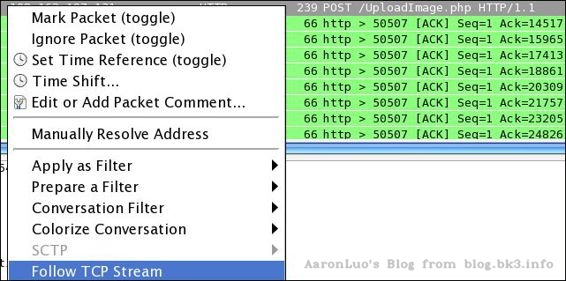 HTTP 239 POST /UploadImage.php HTTP/1.1
Mark Packet (toggle)
66 http > 50507 [ACK] Seq=1 Ack=14517
Ignore Packet (toggle)
66 http > 50507 [ACK] Seq=1 Ack=15965
Set Time Reference (toggle)
66 http > 50507 [ACK] Seq=1 Ack=17413
Time Shift...
66 http > 50507 [ACK] Seq=1 Ack=18861
Edit or Add Packet Comment...
66 http > 50507 [ACK] Seq=1 Ack=20309
66 http > 50507 [ACK] Seq=1 Ack=21757
Manually Resolve Address
66 http > 50507 [ACK] Seq=1 Ack=23205
66 http > 50507 [ACK] Seq=1 Ack=24826
Apply as Filter
Prepare a Filter
Conversation Filter
Colorize Conversation
SCTP
Follow TCP Stream
AaronLuo's Blog from blog.bk3.info